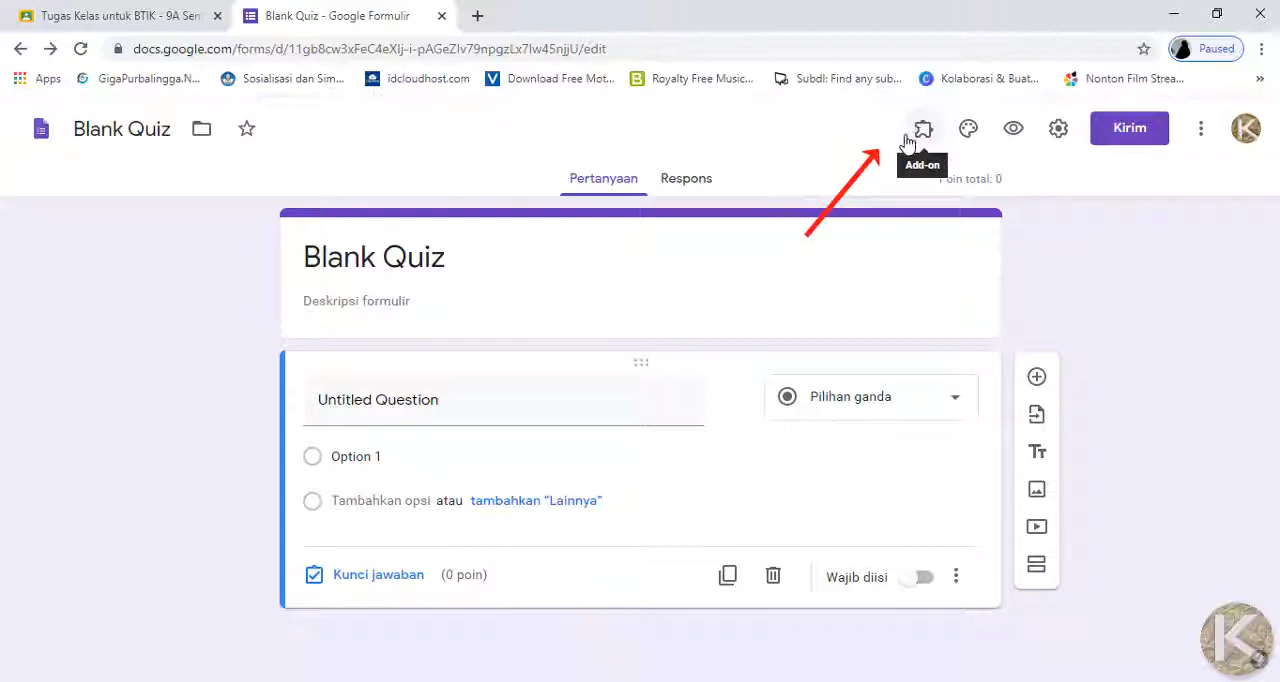 Tugas Kelas untuk BTIK - 9A Sen
Blank Quiz - Google Formulir
docs.google.com/forms/d/11gb8cw3xFeC4eXlj-i-pAGeZlv79npgzLx7lw45njjU/edit
Paused
Apps
GigaPurbalingga.N...
Sosialisasi dan Sim...
idcloudhost.com
Download Free Mot...
Royalty Free Music...
Subdl: Find any sub...
Kolaborasi & Buat...
Nonton Film Strea...
»
Blank Quiz
Kirim
K
Add-on
Pertanyaan
Respons
Poin total: 0
Blank Quiz
Deskripsi formulir
Untitled Question
Pilihan ganda
Option 1
Tambahkan opsi atau tambahkan "Lainnya"
Kunci jawaban (0 poin)
Wajib diisi
Tт
K